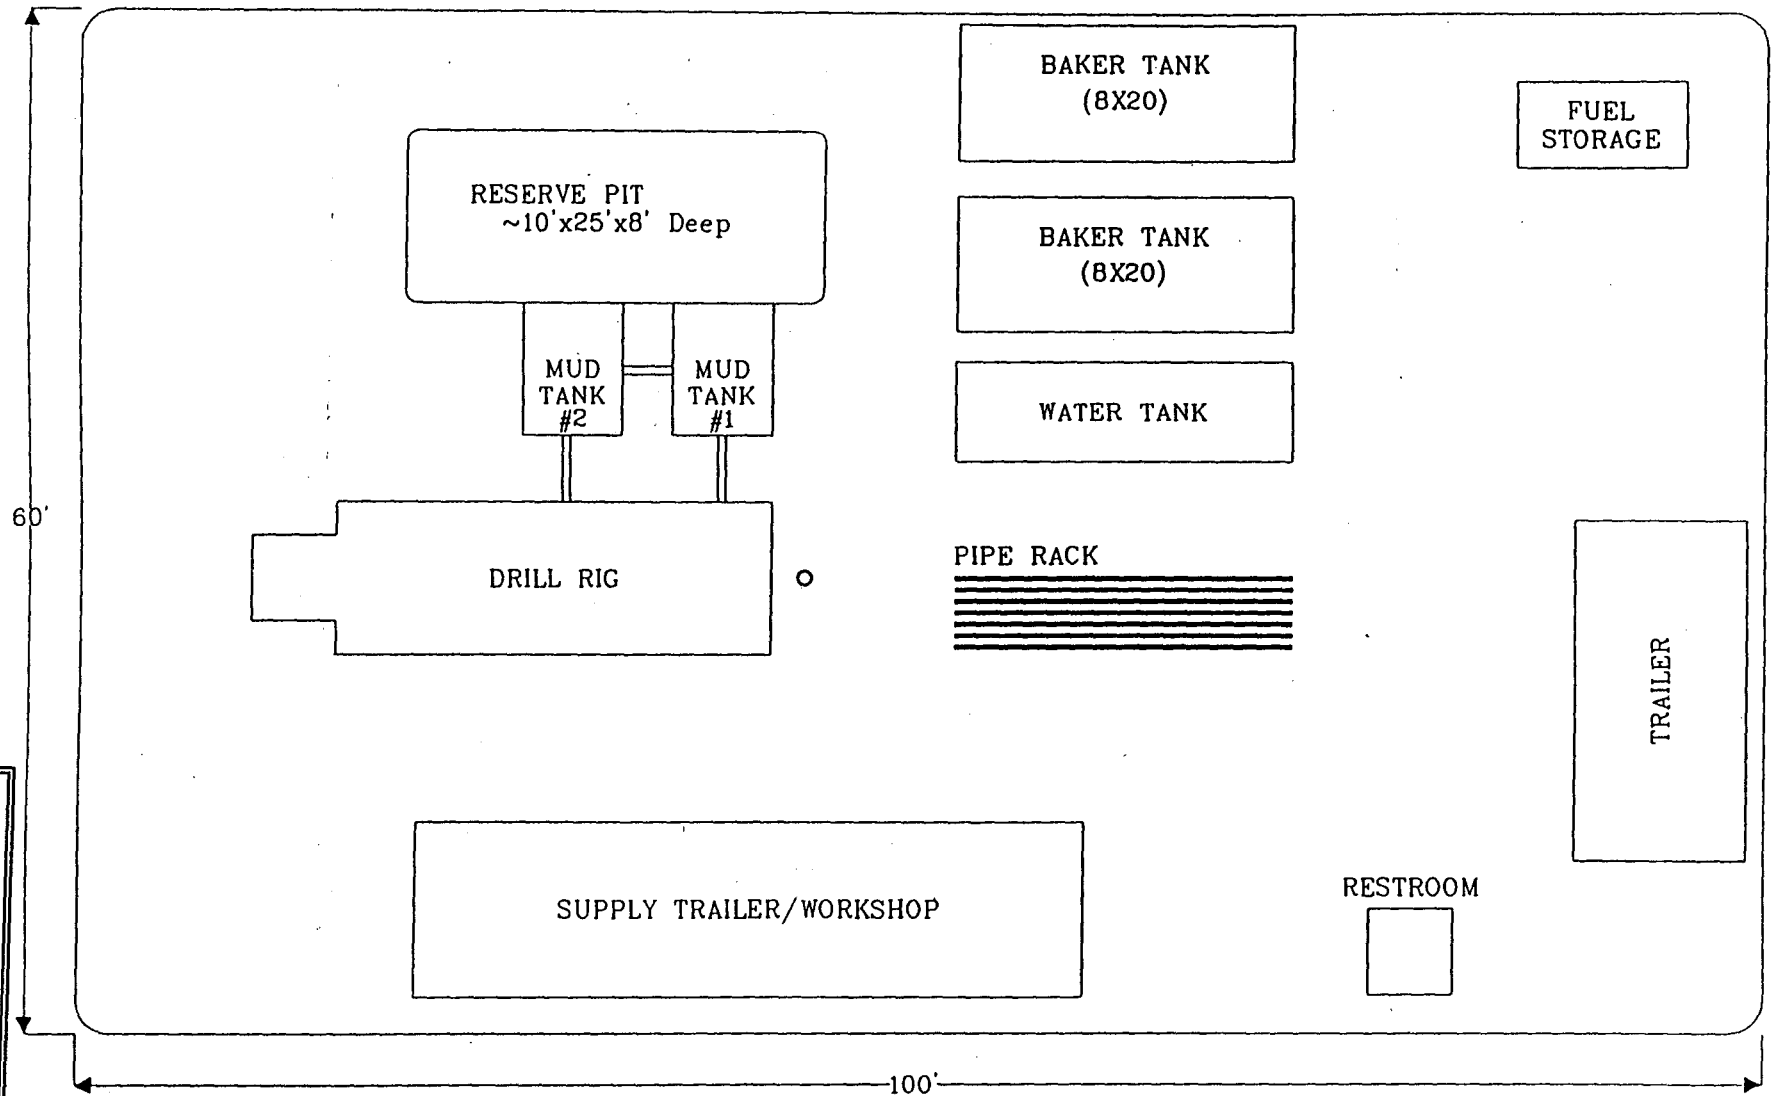 BAKER TANK
(8X20)
FUEL
STORAGE
RESERVE PIT
~10'x25'x8' Deep
BAKER TANK
(8X20)
MUD
TANK
#2
MUD
TANK
#1
WATER TANK
60'
DRILL RIG
PIPE RACK
TRAILER
SUPPLY TRAILER/WORKSHOP
RESTROOM
100'